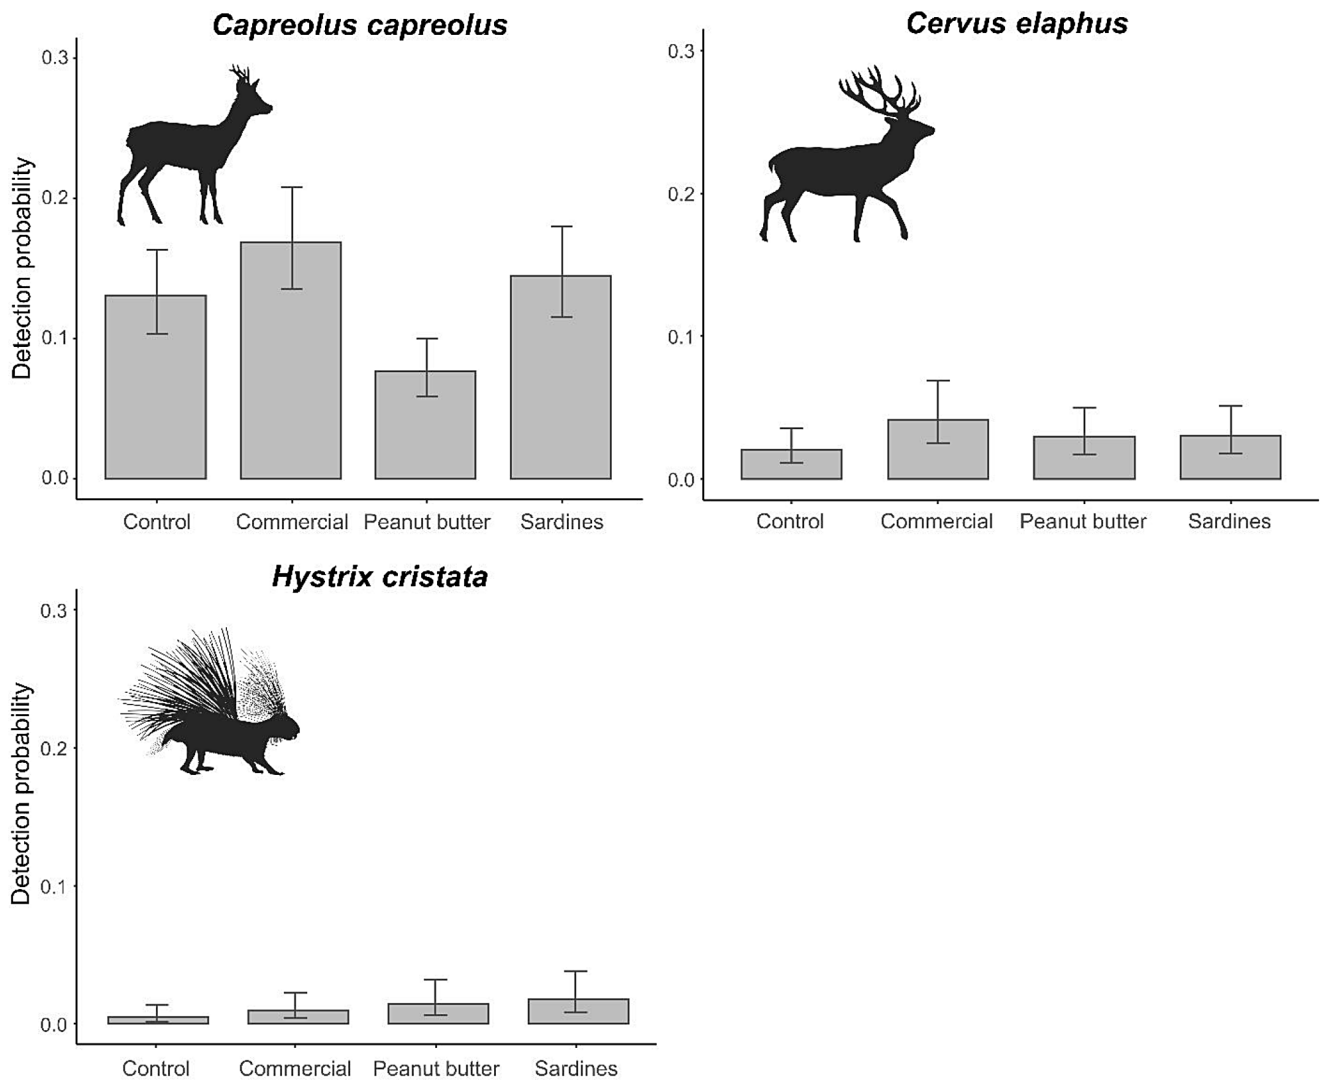 Capreolus capreolus
Detection probability
0.3
0.2
0.1
0.0
Control Commercial Peanut butter Sardines
Cervus elaphus
0.3
0.2
0.1
0.0
Control Commercial Peanut butter Sardines
Hystrix cristata
Detection probability
0.3
0.2
0.1
0.0
Control Commercial Peanut butter Sardines